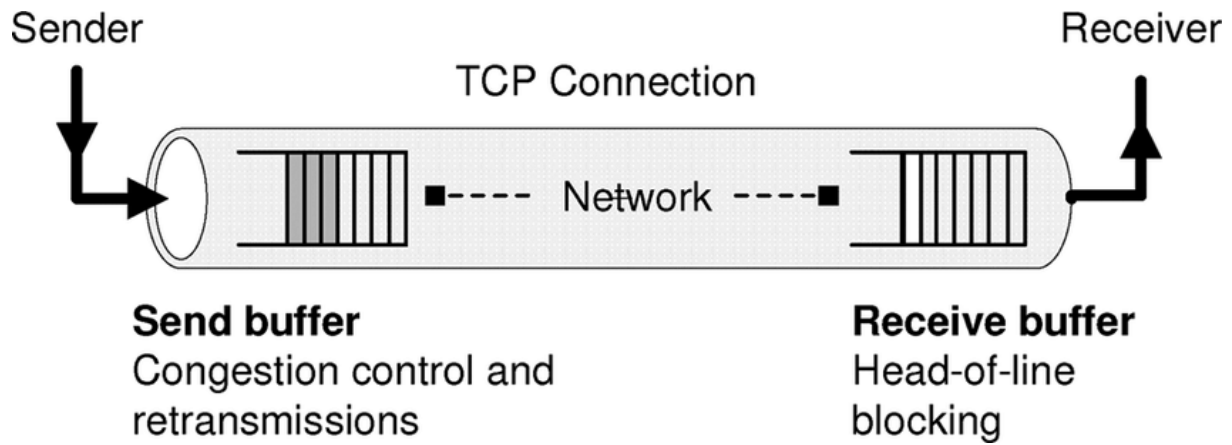 Sender
Receiver
TCP Connection
Network
Send buffer
Congestion control and
retransmissions
Receive buffer
Head-of-line
blocking